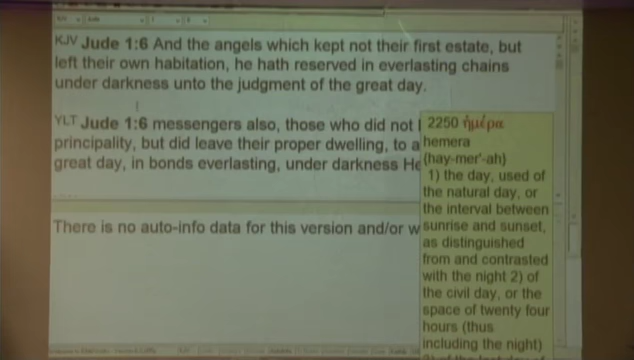 KJV Jude 1:6 And the angels which kept not their first estate, but
left their own habitation, he hath reserved in everlasting chains
under darkness unto the judgment of the great day.
YLT Jude 1:6 messengers also, those who did not
principality, but did leave their proper dwelling, to a
great day, in bonds everlasting, under darkness He
There is no auto-info data for this version and/or w
2250 ἡμέρα
hemera
(hay-mer'-ah)
1) the day, used of
the natural day, or
the interval between
sunrise and sunset,
as distinguished
from and contrasted
with the night 2) of
the civil day, or the
space of twenty four
hours (thus
including the night)